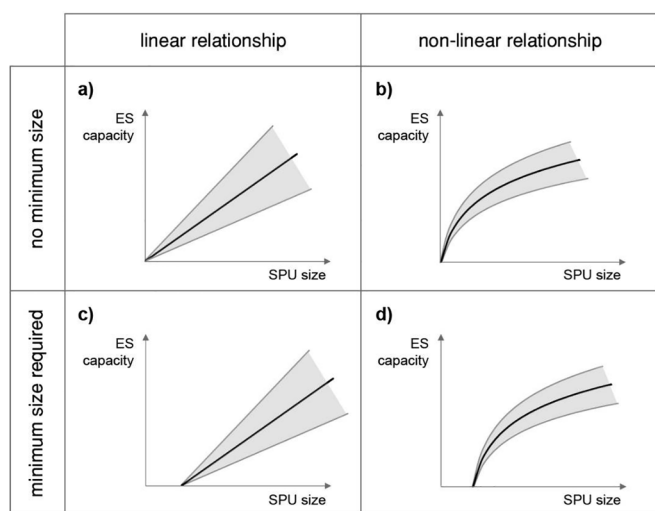 linear relationship
non-linear relationship
no minimum size
a)
ES
capacity
SPU size
b)
ES
capacity
SPU size
minimum size required
c)
ES
capacity
SPU size
d)
ES
capacity
SPU size